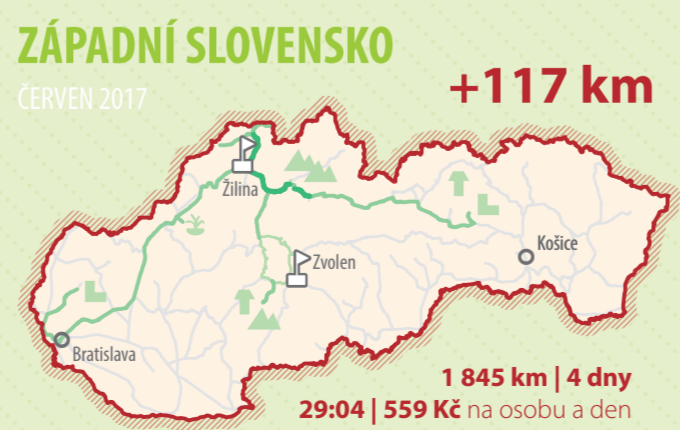 ZÁPADNÍ SLOVENSKO
ČERVEN 2017
+117 km
Žilina
Košice
Zvolen
Bratislava
1 845 km | 4 dny
29:04 | 559 Kč na osobu a den